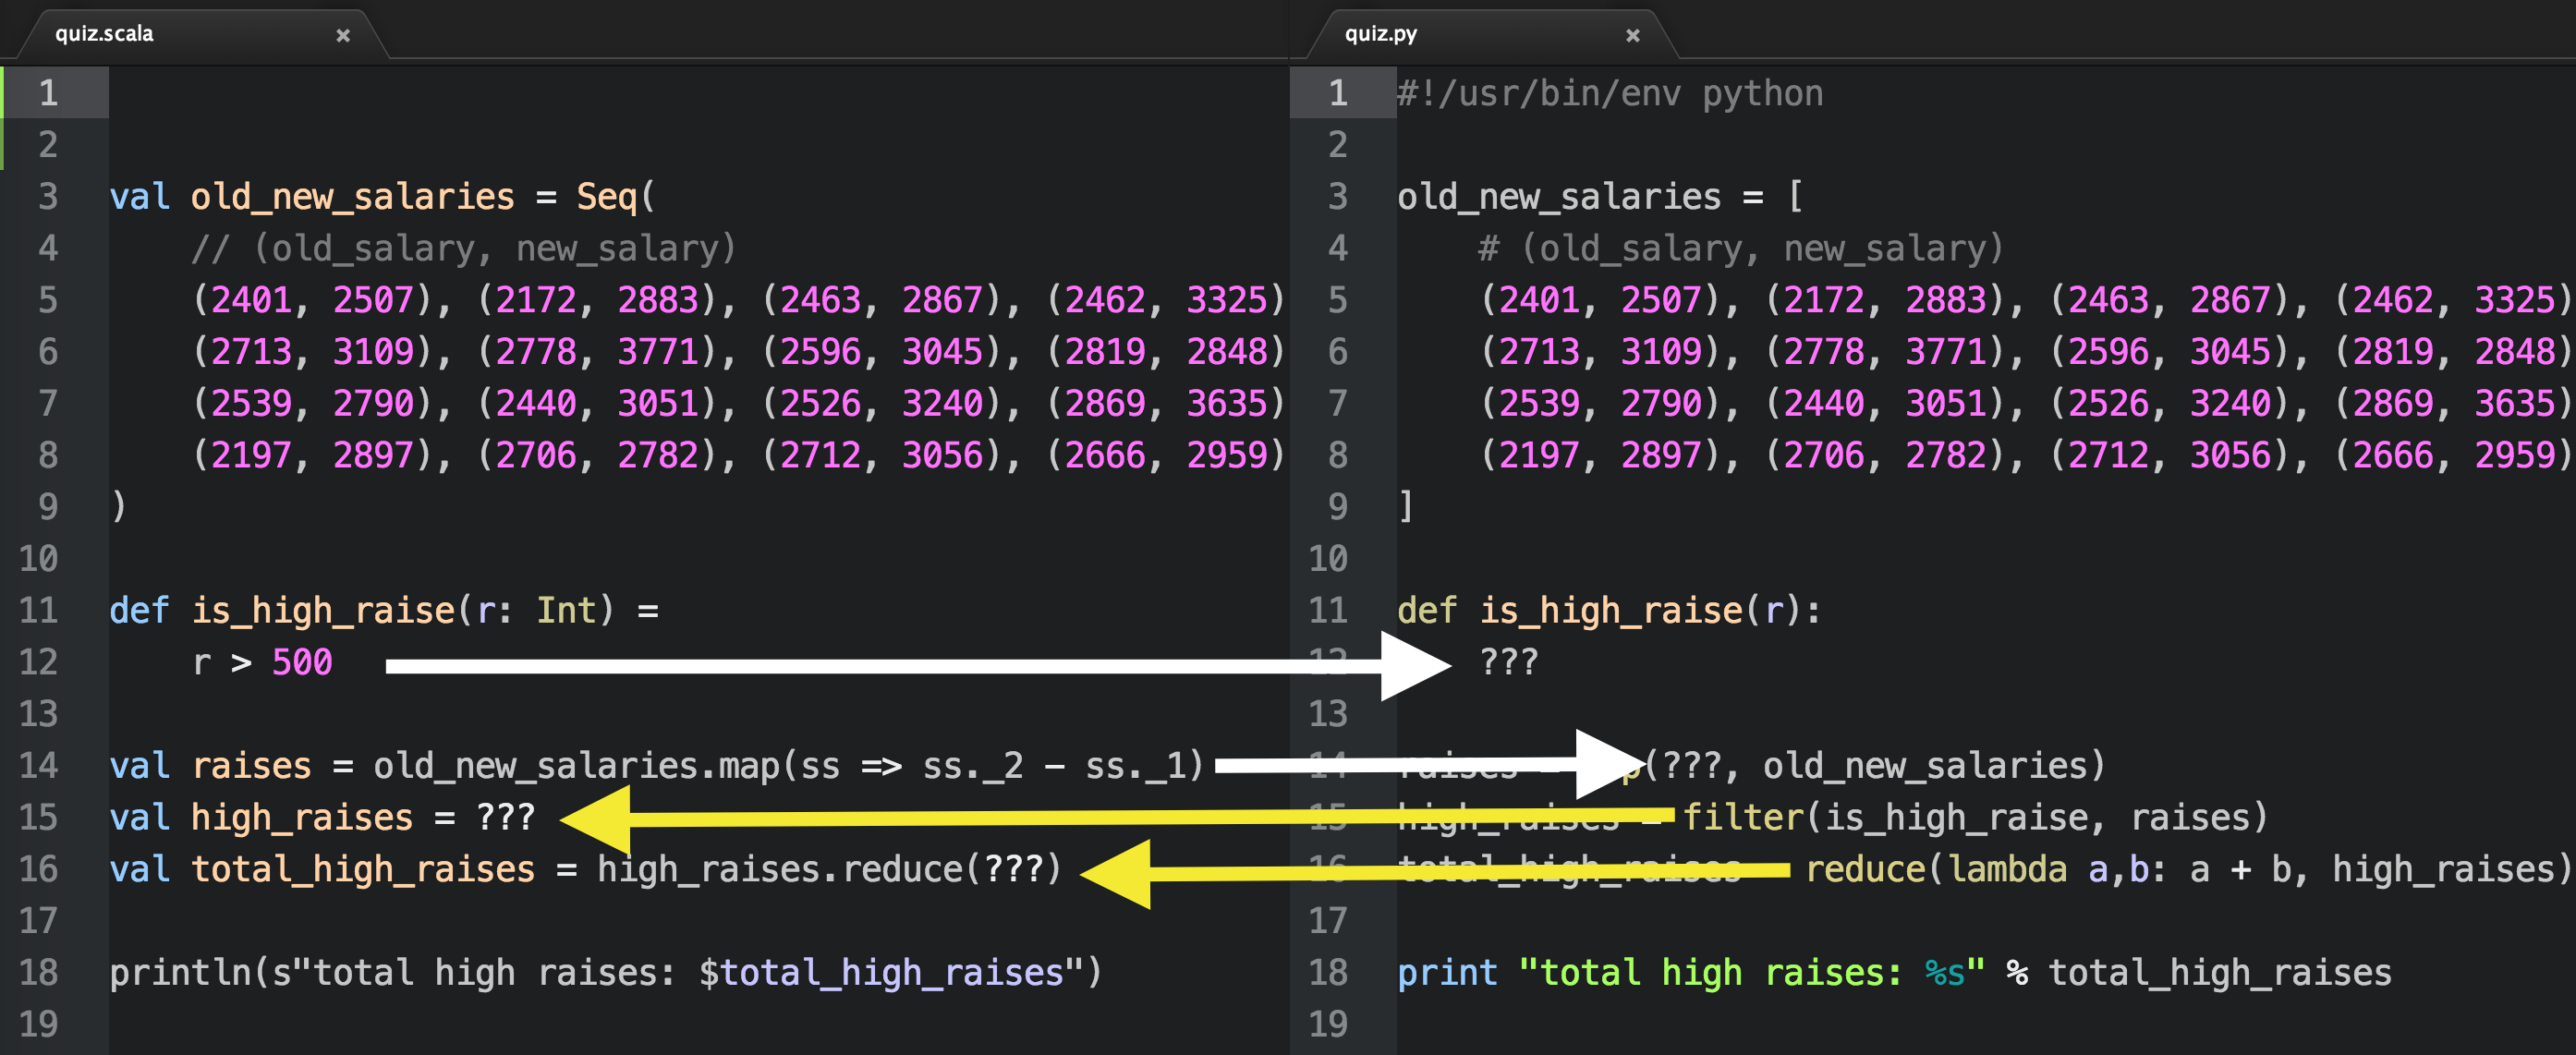 quiz.scala
1
2
3 val old_new_salaries = Seq(
4 // (old_salary, new_salary)
5 (2401, 2507), (2172, 2883), (2463, 2867), (2462, 3325)
6 (2713, 3109), (2778, 3771), (2596, 3045), (2819, 2848)
7 (2539, 2790), (2440, 3051), (2526, 3240), (2869, 3635)
8 (2197, 2897), (2706, 2782), (2712, 3056), (2666, 2959)
9 )
10
11 def is_high_raise(r: Int) =
12 r > 500
13
14 val raises = old_new_salaries.map(ss => ss._2 - ss._1)
15 val high_raises = ???
16 val total_high_raises = high_raises.reduce(???)
17
18 println(s"total high raises: $total_high_raises")
19
quiz.py
1 #!/usr/bin/env python
2
3 old_new_salaries = [
4 # (old_salary, new_salary)
5 (2401, 2507), (2172, 2883), (2463, 2867), (2462, 3325)
6 (2713, 3109), (2778, 3771), (2596, 3045), (2819, 2848)
7 (2539, 2790), (2440, 3051), (2526, 3240), (2869, 3635)
8 (2197, 2897), (2706, 2782), (2712, 3056), (2666, 2959)
9 ]
10
11 def is_high_raise(r):
12 ???
13
14 raises = (???, old_new_salaries)
15 high_raises = filter(is_high_raise, raises)
16 total_high_raises reduce(lambda a,b: a + b, high_raises)
17
18 print "total high raises: %s" % total_high_raises
19